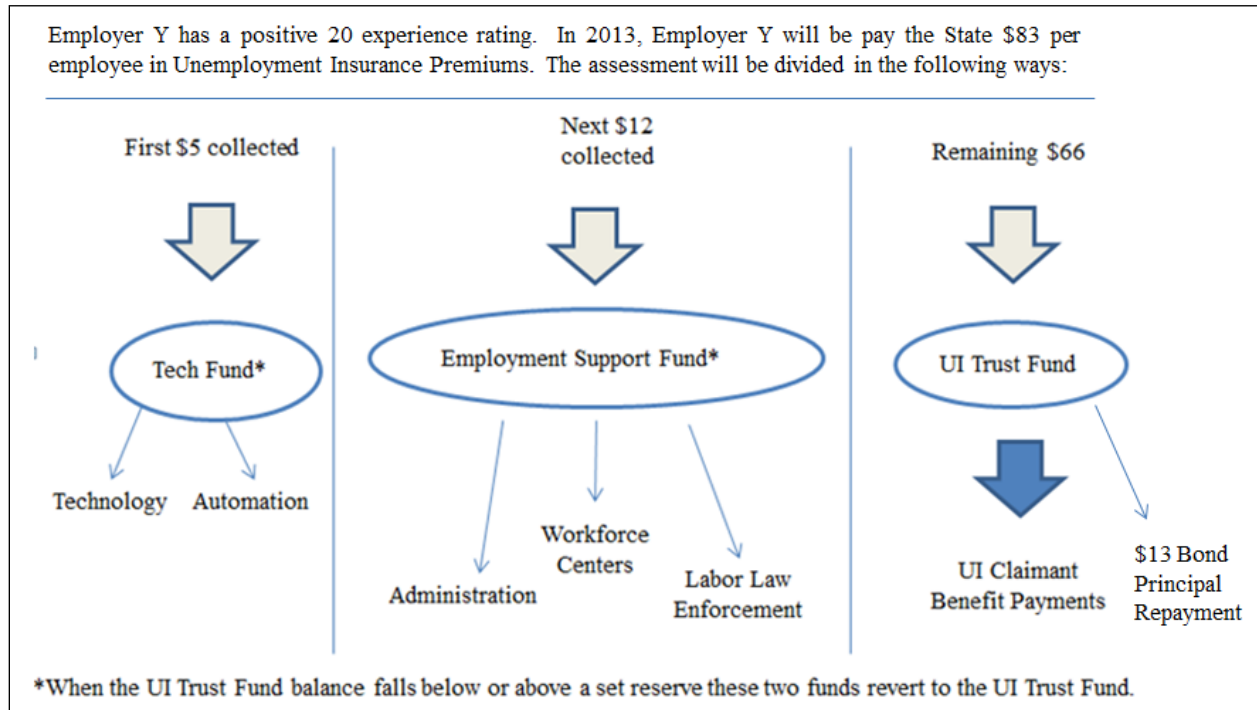 Employer Y has a positive 20 experience rating. In 2013, Employer Y will be pay the State $83 per
employee in Unemployment Insurance Premiums. The assessment will be divided in the following ways:
First $5 collected
Next $12
collected
Remaining $66
Tech Fund*
Employment Support Fund*
UI Trust Fund
Technology
Automation
Administration
Workforce
Centers
Labor Law
Enforcement
UI Claimant
Benefit Payments
$13 Bond
Principal
Repayment
*When the UI Trust Fund balance falls below or above a set reserve these two funds revert to the UI Trust Fund.